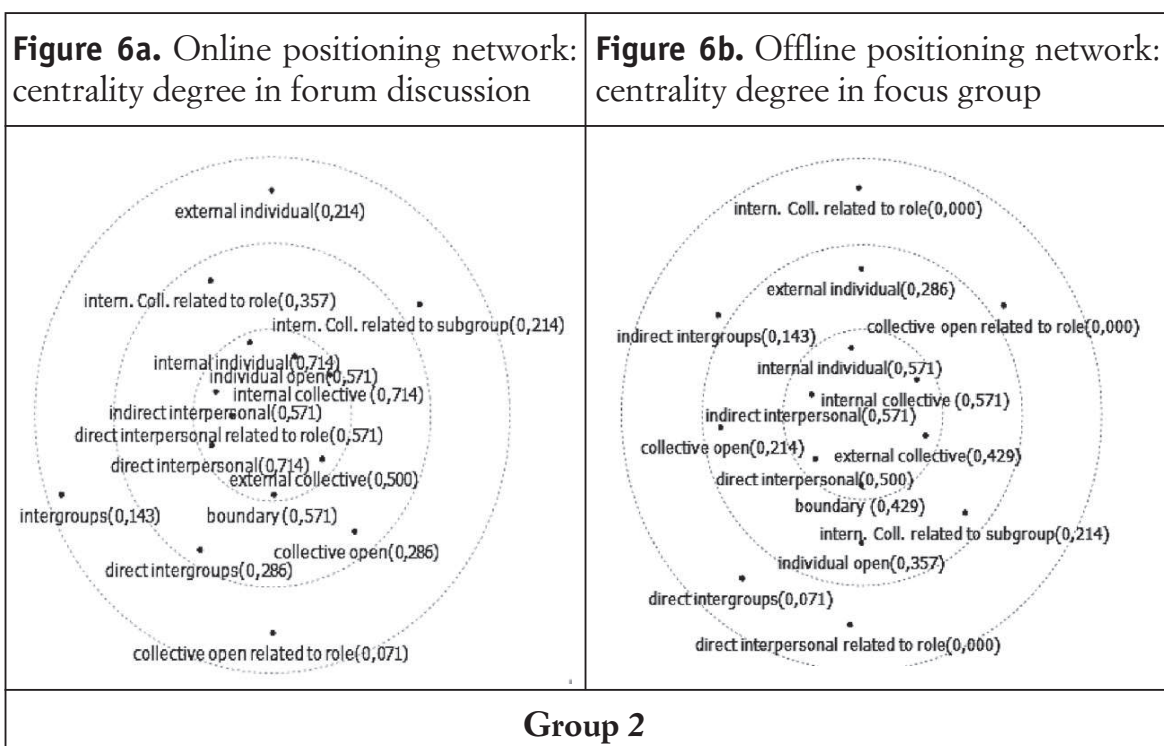 Figure 6a. Online positioning network:
centrality degree in forum discussion
Figure 6b. Offline positioning network:
centrality degree in focus group
external individual(0,214)
intern. Coll. related to role(0,357)
intern. Coll. related to subgroup(0,214)
internal individual(0,714)
individual open(0,571)
internal collective (0,714)
indirect interpersonal(0,571)
direct interpersonal related to role(0,571)
direct interpersonal(0,714)
external collective(0,500)
intergroups(0,143)
boundary (0,571)
collective open(0,286)
direct intergroups(0,286)
collective open related to role(0,071)
intern. Coll. related to role(0,000)
external individual(0,286)
collective open related to role(0,000)
indirect intergroups(0,143)
internal individual(0,571)
internal collective (0,571)
indirect interpersonal(0,571)
collective open(0,214)
external collective(0,429)
direct interpersonal(0,500)
boundary (0,429)
intern. Coll. related to subgroup(0,214)
individual open(0,357)
direct intergroups(0,071)
direct interpersonal related to role(0,000)
Group 2